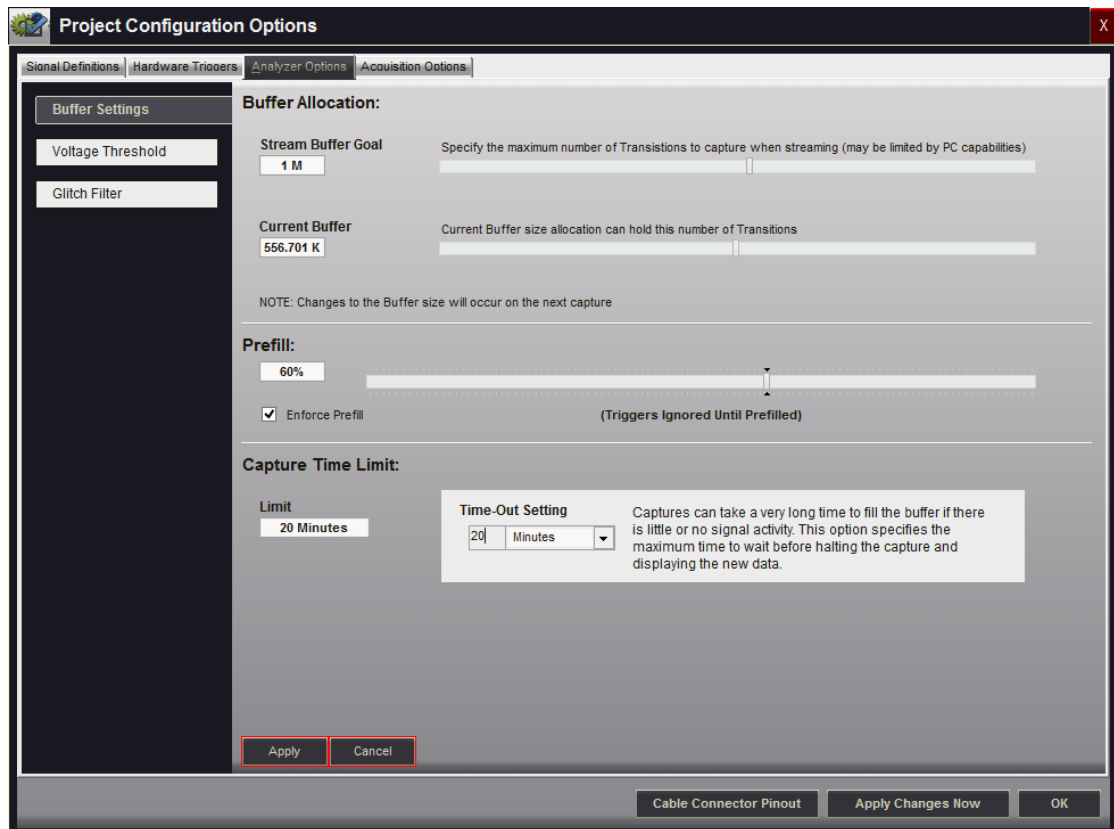 Project Configuration Options
X
Signal Definitions
Hardware Triggers
Analyzer Options
Acquisition Options
Buffer Settings
Voltage Threshold
Glitch Filter
Buffer Allocation:
Stream Buffer Goal
1 M
Specify the maximum number of Transistions to capture when streaming (may be limited by PC capabilities)
Current Buffer
556.701 K
Current Buffer size allocation can hold this number of Transitions
NOTE: Changes to the Buffer size will occur on the next capture
Prefill:
60%
Enforce Prefill
(Triggers Ignored Until Prefilled)
Capture Time Limit:
Limit
20 Minutes
Time-Out Setting
20 Minutes
Captures can take a very long time to fill the buffer if there
is little or no signal activity. This option specifies the
maximum time to wait before halting the capture and
displaying the new data.
Apply
Cancel
Cable Connector Pinout
Apply Changes Now
OK